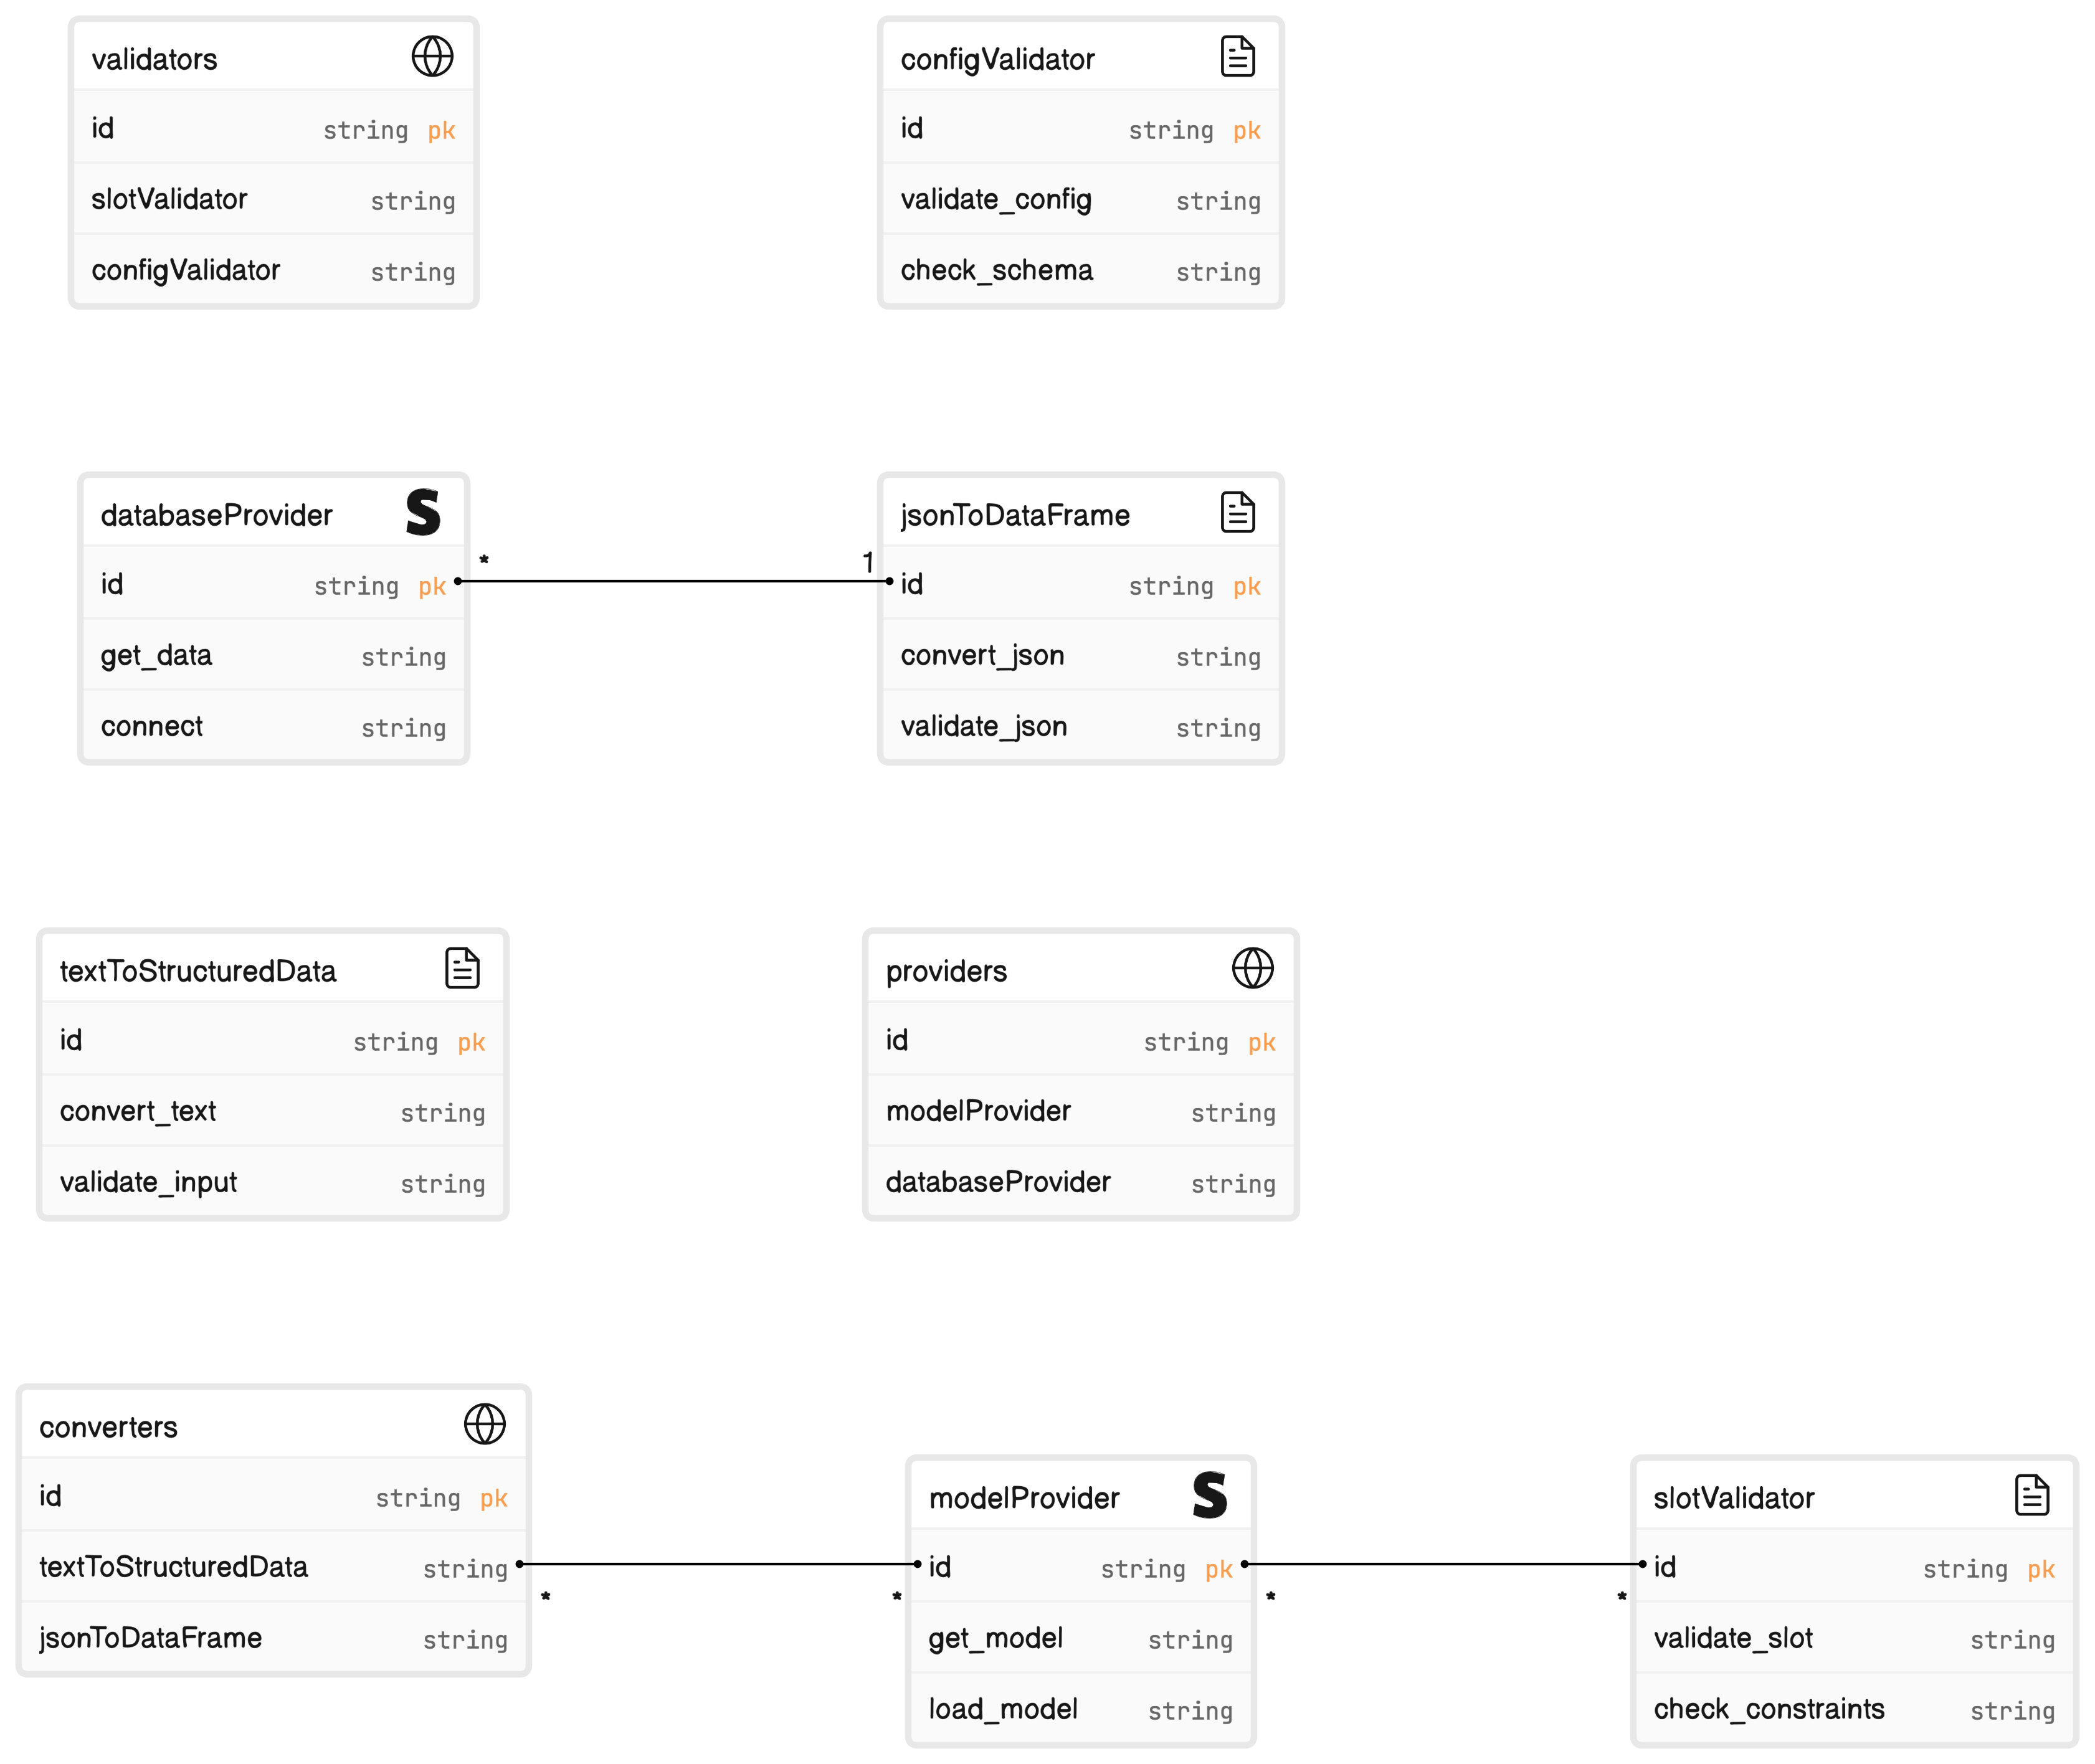 validators
id string pk
slotValidator string
configValidator string
configValidator
id string pk
validate_config string
check_schema string
databaseProvider
id string pk
get_data string
connect string
* 1
jsonToDataFrame
id string pk
convert_json string
validate_json string
textToStructuredData
id string pk
convert_text string
validate_input string
providers
id string pk
modelProvider string
databaseProvider string
converters
id string pk
textToStructuredData string
jsonToDataFrame string
* *
modelProvider
id string pk
get_model string
load_model string
* *
slotValidator
id string pk
validate_slot string
check_constraints string